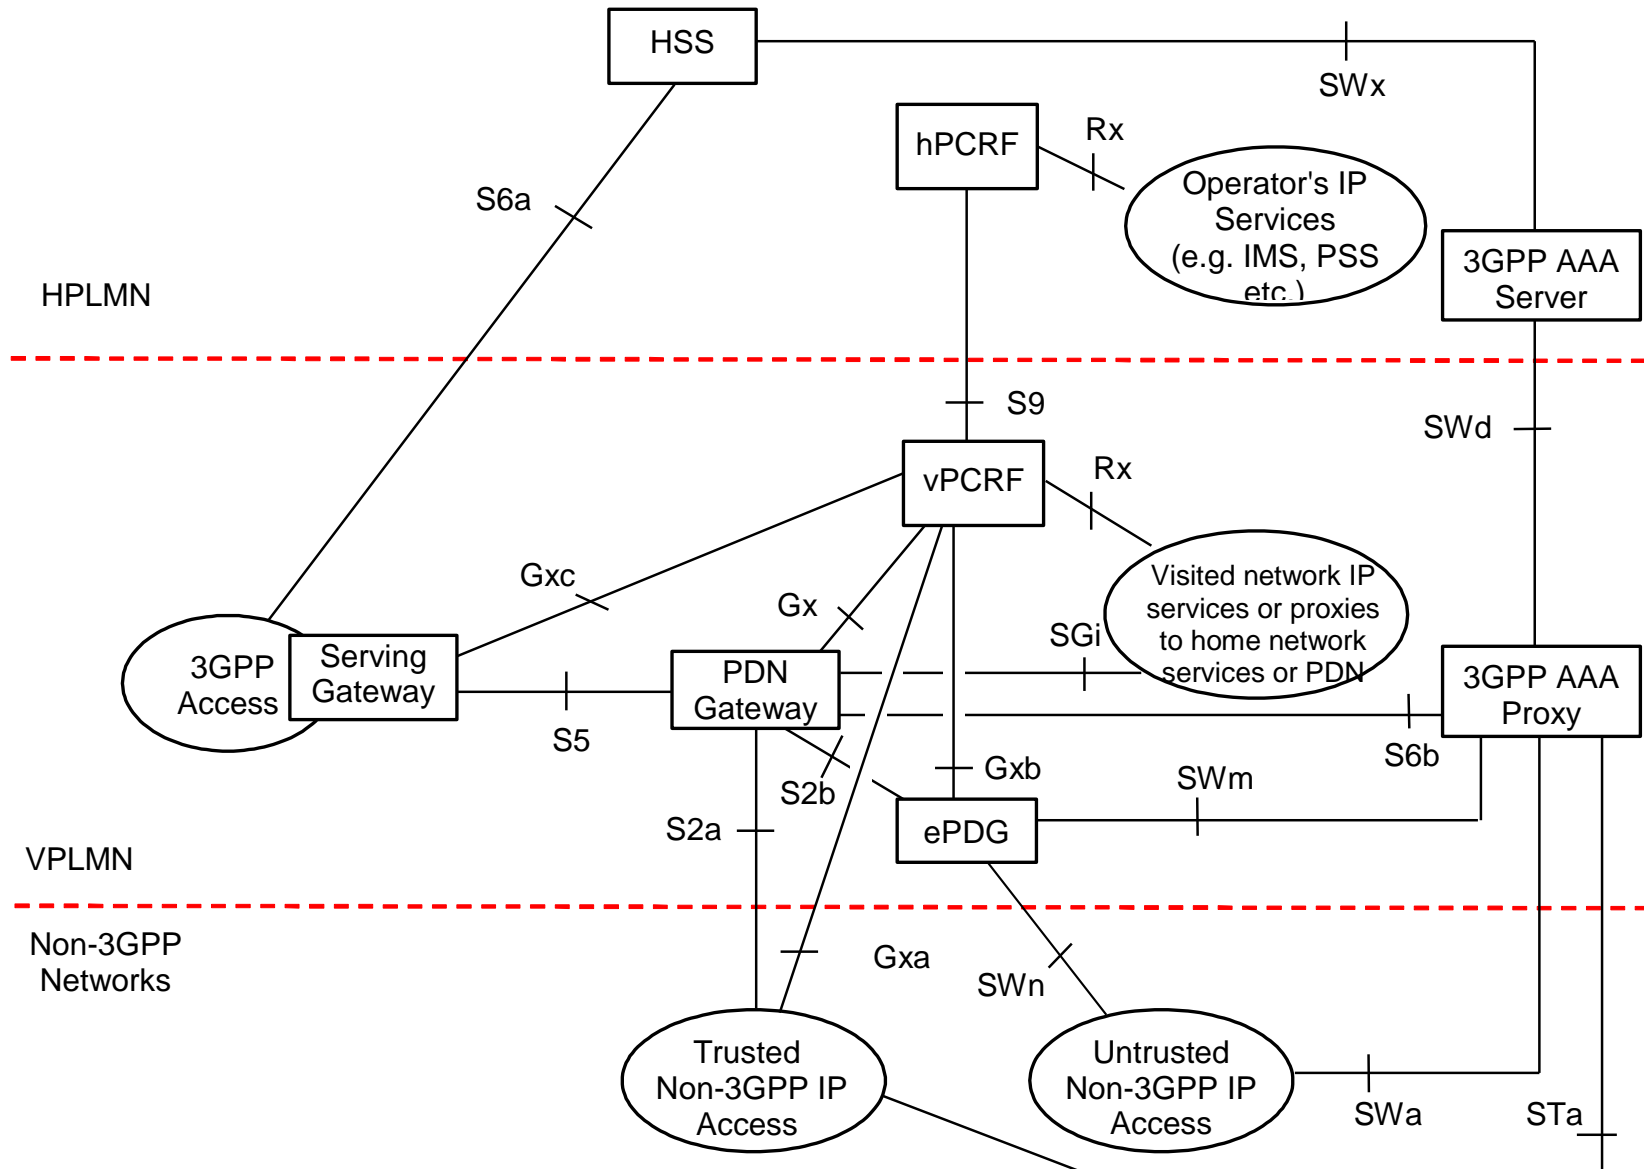 HSS
SWx
hPCRF
Rx
Operator's IP
Services
(e.g. IMS, PSS
etc.)
S6a
3GPP AAA
Server
HPLMN
S9
SWd
vPCRF
Rx
Gxc
Gx
Visited network IP
services or proxies
to home network
services or PDN
SGi
3GPP
Access
Serving
Gateway
PDN
Gateway
3GPP AAA
Proxy
S5
S6b
S2b
Gxb
SWm
S2a
ePDG
VPLMN
Non-3GPP
Networks
Gxa
SWn
Trusted
Non-3GPP IP
Access
Untrusted
Non-3GPP IP
Access
SWa
STa